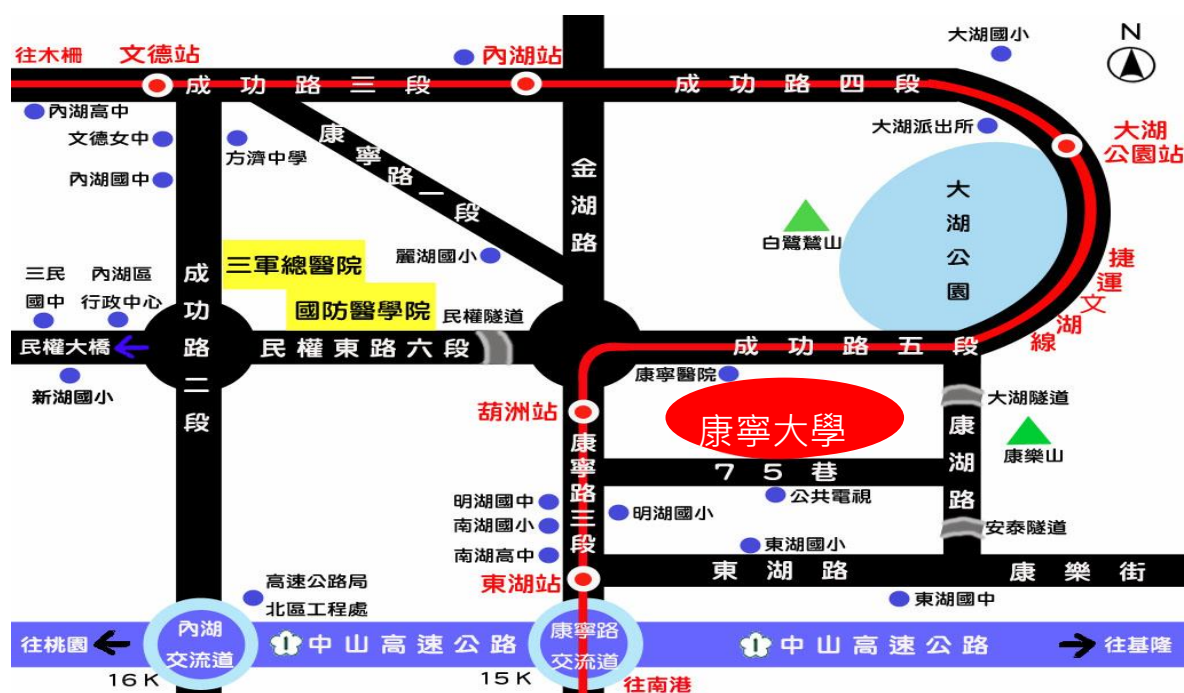 大湖國小
N
往木柵
文德站
內湖站
成功路三段
成功路四段
內湖高中
文德女中
方濟中學
內湖國中
康寧路一段
金湖路
大湖派出所
大湖
公園站
大湖公園
白鷺鷥山
麗湖國小
三軍總醫院
國防醫學院
三民
國中
內湖區
行政中心
成功路二段
民權隧道
捷運文湖線
民權大橋
民權東路六段
成功路五段
新湖國小
康寧醫院
大湖隧道
葫洲站
康寧大學
康湖路
康樂山
康寧路三段
75巷
明湖國中
公共電視
南湖國小
明湖國小
安泰隧道
南湖高中
東湖國小
東湖站
東湖路
康樂街
高速公路局
北區工程處
東湖國中
往桃園
內湖
交流道
1
中山高速公路
康寧路
交流道
1
中山高速公路
往基隆
16K
15K
往南港